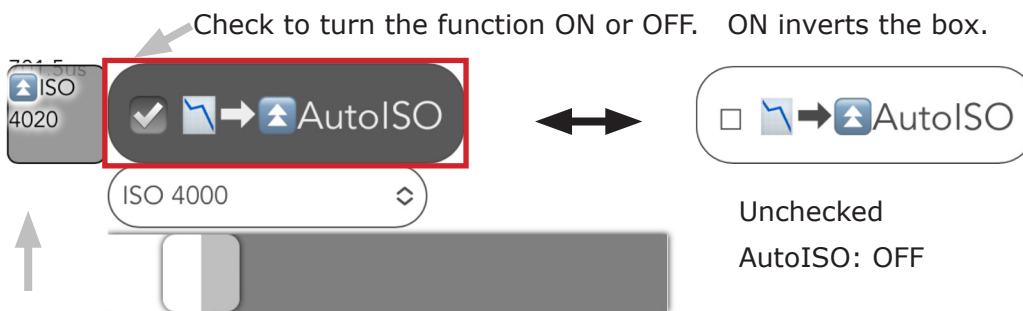 Check to turn the function ON or OFF. ON inverts the box.
ISO
4020
AutoISO
AutoISO
ISO 4000
Unchecked
AutoISO: OFF